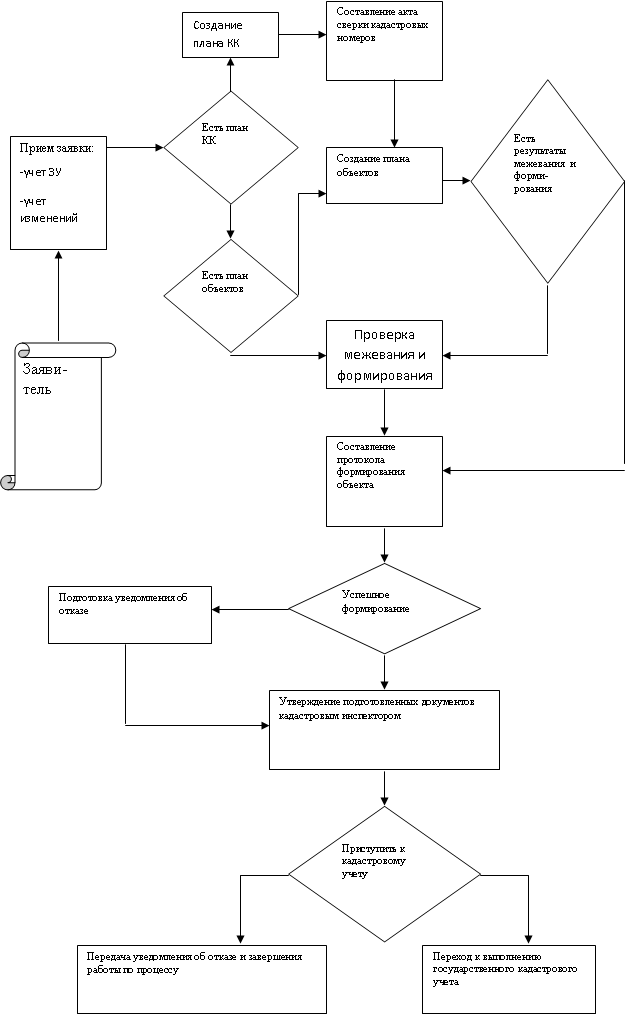 Создание
плана КК
Составление акта
сверки кадастровых
номеров
Прием заявки:
-учет ЗУ
-учет
изменений
Есть план
КК
Создание плана
объектов
Есть
результаты
межевания и
форми-
рования
Есть план
объектов
Заяви-
тель
Проверка
межевания и
формирования
Составление
протокола
формирования
объекта
Успешное
формирование
Подготовка уведомления об
отказе
Утверждение подготовленных документов
кадастровым инспектором
Приступить к
кадастровому
учету
Передача уведомления об отказе и завершения
работы по процессу
Переход к выполнению
государственного кадастрового
учета